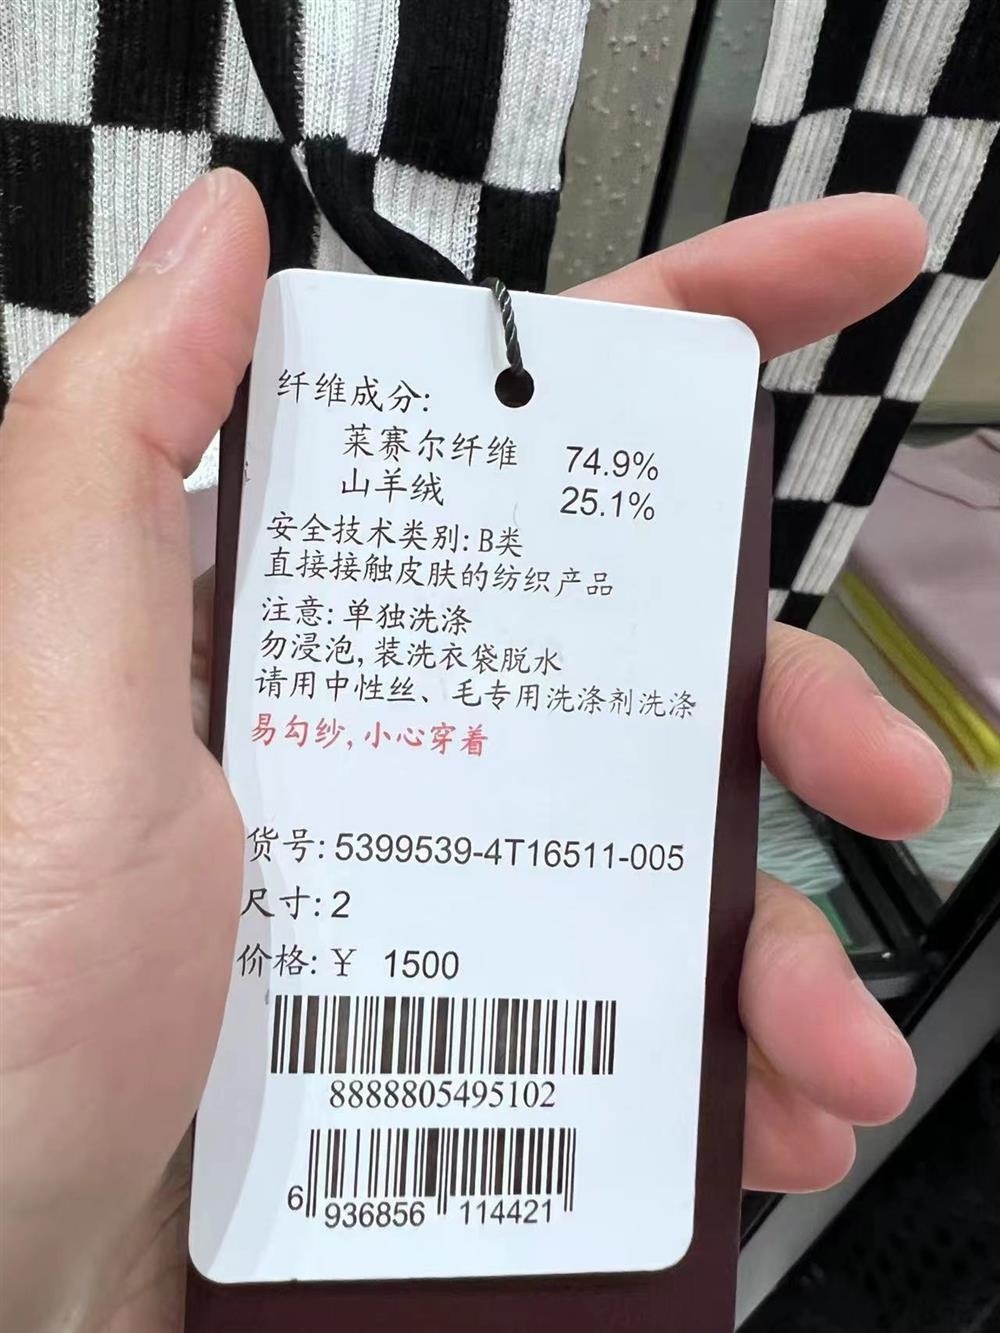 纤维成分:
莱赛尔纤维 74.9%
山羊绒 25.1%
安全技术类别: B类
直接接触皮肤的纺织产品
注意: 单独洗涤
勿浸泡, 装洗衣袋脱水
请用中性丝、毛专用洗涤剂洗涤
易勾纱, 小心穿着
货号: 5399539-4T16511-005
尺寸: 2
价格: ¥ 1500
8888805495102
6 936856 114421